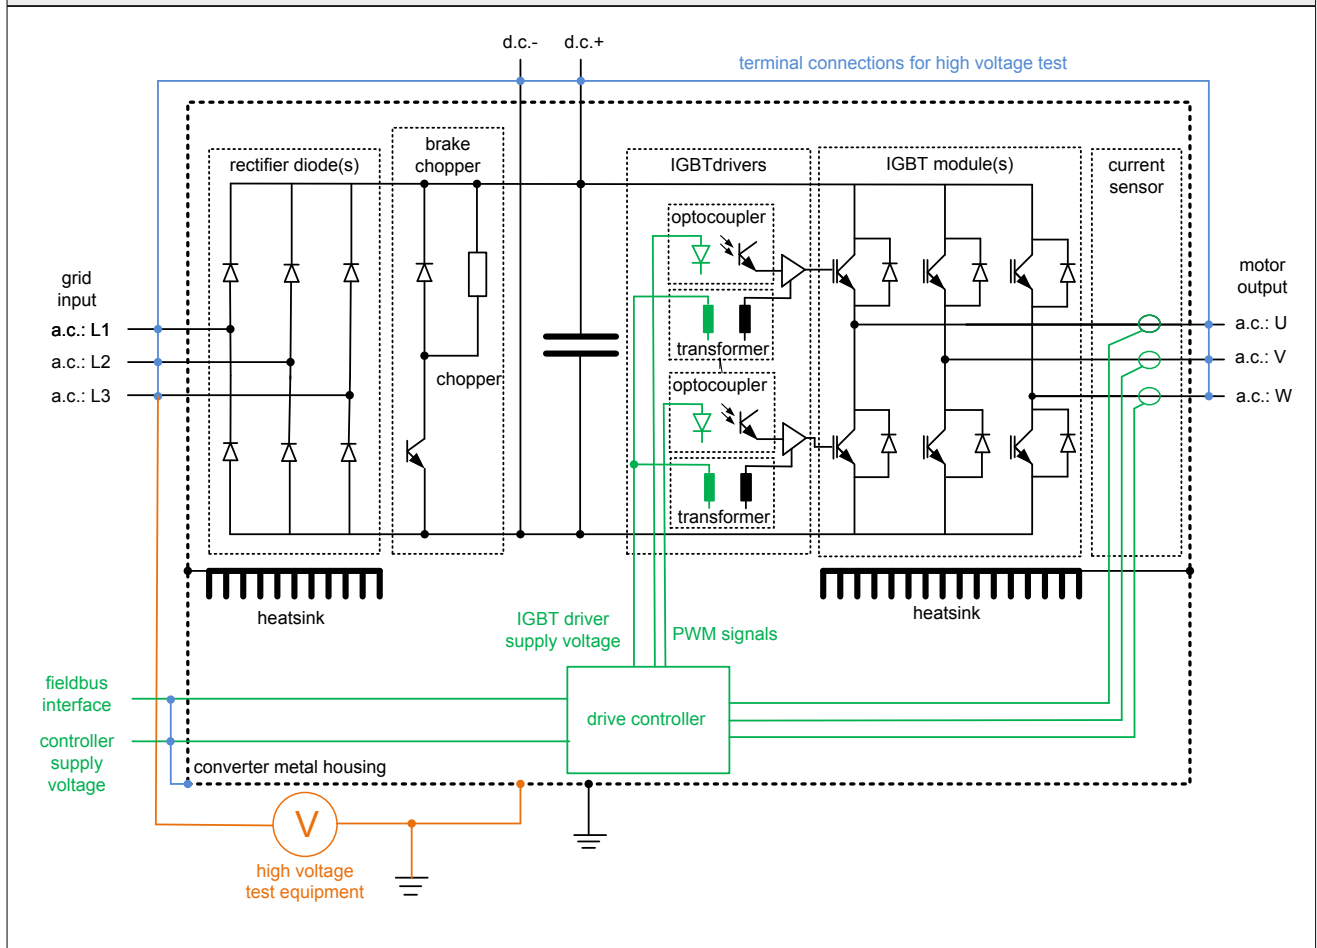 d.c.- d.c.+
terminal connections for high voltage test
rectifier diode(s)
brake
chopper
IGBTdrivers
IGBT module(s)
current
sensor
optocoupler
transformer
optocoupler
transformer
chopper
grid
input
a.c.: L1
a.c.: L2
a.c.: L3
motor
output
a.c.: U
a.c.: V
a.c.: W
heatsink
heatsink
IGBT driver
supply voltage
PWM signals
fieldbus
interface
drive controller
controller
supply
voltage
converter metal housing
V
high voltage
test equipment